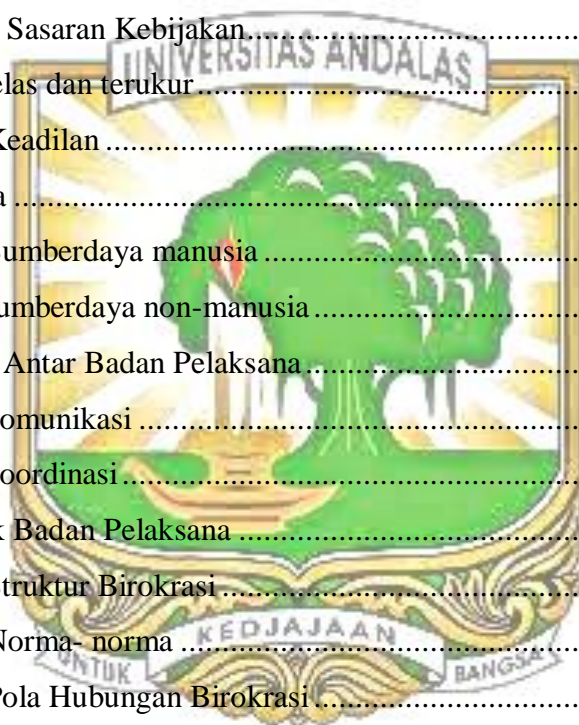 Sasaran Kebijakan..............................
UNIVERSITAS ANDALAS
elas dan terukur....................................
Keadilan...............................................
a...........................................................
umberdaya manusia.............................
umberdaya non-manusia.......................
Antar Badan Pelaksana........................
omunikasi............................................
oordinasi..............................................
k Badan Pelaksana................................
truktur Birokrasi...................................
Norma- norma.....................................
KEDJAJAAN
UNTUK BANGSA
Pola Hubungan Birokrasi......................